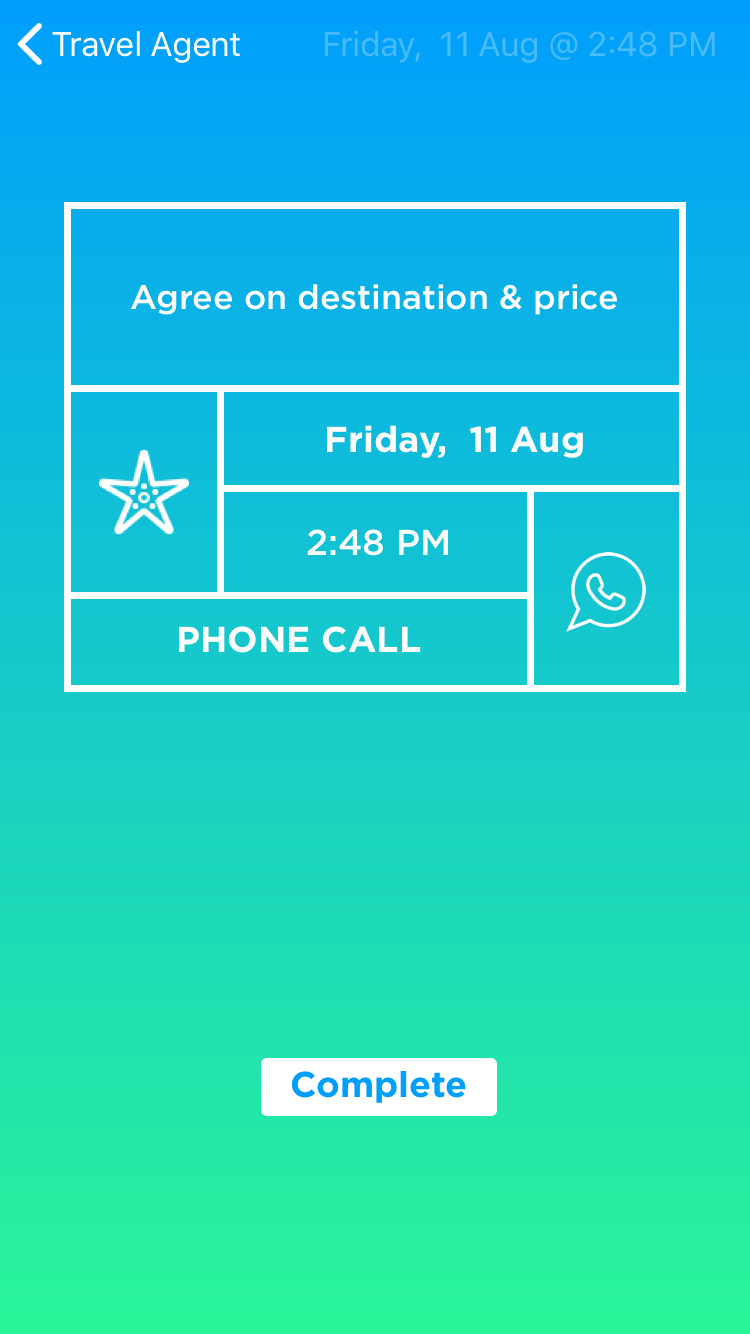 Travel Agent
Friday, 11 Aug @ 2:48 PM
Agree on destination & price
Friday, 11 Aug
2:48 PM
PHONE CALL
Complete